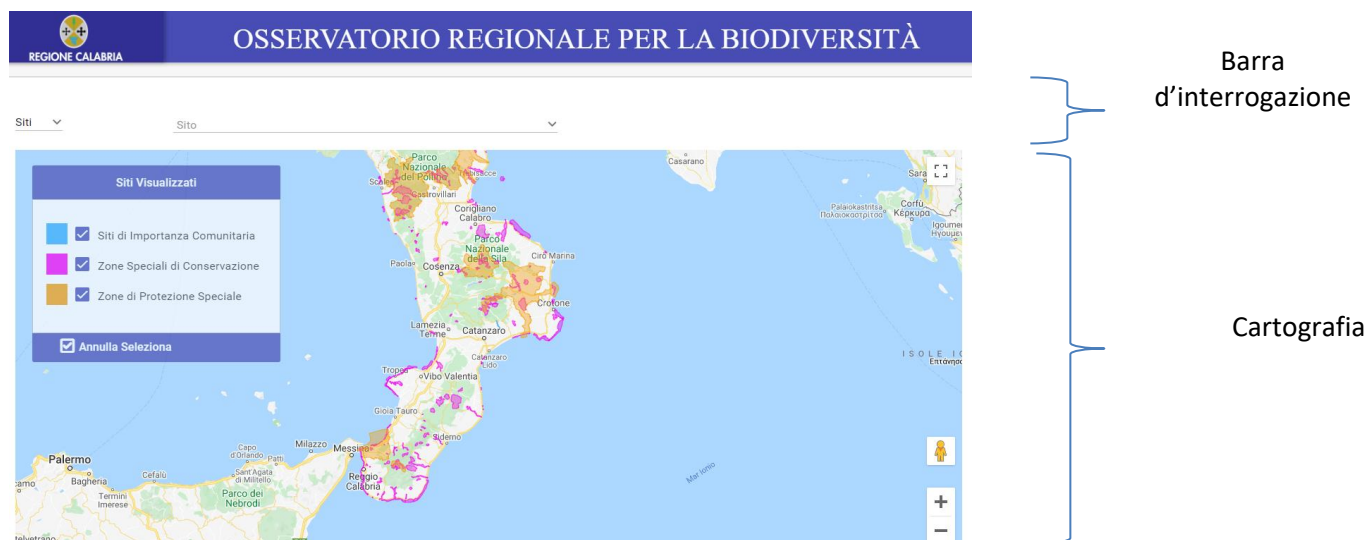 REGIONE CALABRIA
OSSERVATORIO REGIONALE PER LA BIODIVERSITÀ
Barra
d'interrogazione
Siti
Sito
Siti Visualizzati
Siti di Importanza Comunitaria
Zone Speciali di Conservazione
Zone di Protezione Speciale
Annulla Seleziona
Cartografia
Parco
Nazionale
del Pollino
Castrovillari
Corigliano
Calabro
Parco
Nazionale
della Sila
Cirò Marina
Paola
Cosenza
Crotone
Lamezia
Terme
Catanzaro
Catanzaro
Lido
Tropea
Vibo Valentia
Gioia Tauro
Siderno
Messina
Milazzo
Reggio
Calabria
Capo
d'Orlando
Patti
Sant'Agata
di Militello
Palermo
Bagheria
Cefalù
Termini
Imerese
Parco dei
Nebrodi
Casarano
Palaiokastritsa
Παλαιοκαστρίτσα
Corfù
Κέρκυρα
Mar Ionio